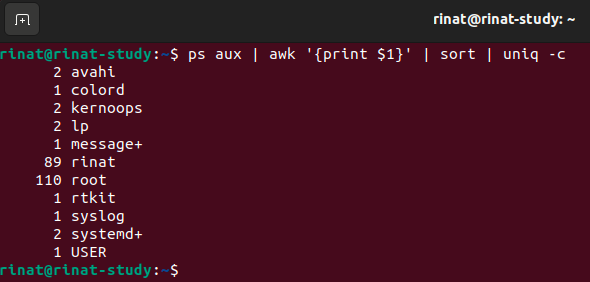 rinat@rinat-study: ~
rinat@rinat-study:~$ ps aux | awk '{print $1}' | sort | uniq -c
2 avahi
1 colord
2 kernoops
2 lp
1 message+
89 rinat
110 root
1 rtkit
1 syslog
2 systemd+
1 USER
rinat@rinat-study:~$